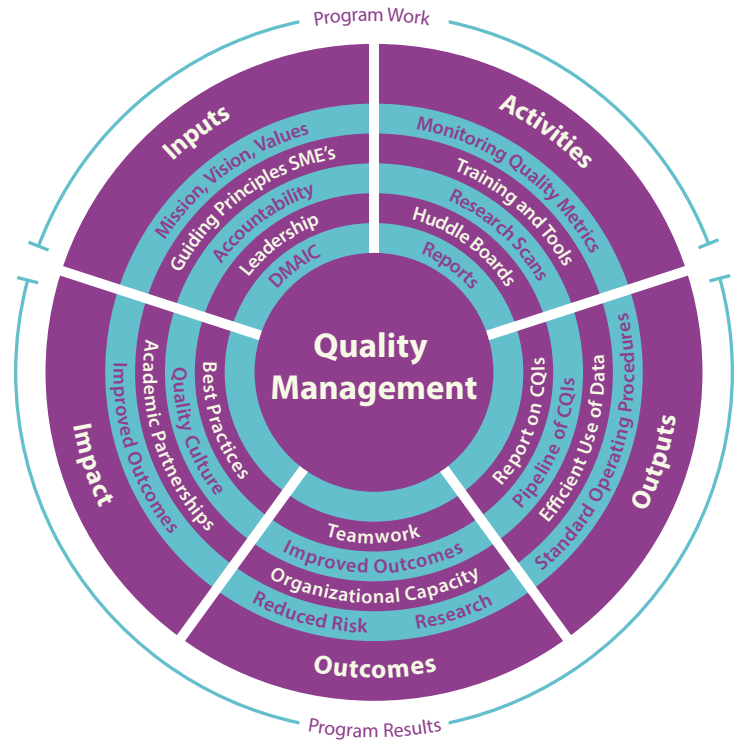 Program Work
Inputs
Mission, Vision, Values
Guiding Principles SME's
Accountability
Leadership
DMAIC
Activities
Monitoring Quality Metrics
Training and Tools
Research Scans
Huddle Boards
Reports
Quality
Management
Outputs
Standard Operating Procedures
Efficient Use of Data
Pipeline of CQIs
Report on CQIs
Teamwork
Improved Outcomes
Organizational Capacity
Reduced Risk
Research
Outcomes
Impact
Improved Outcomes
Academic Partnerships
Quality Culture
Best Practices
Program Results